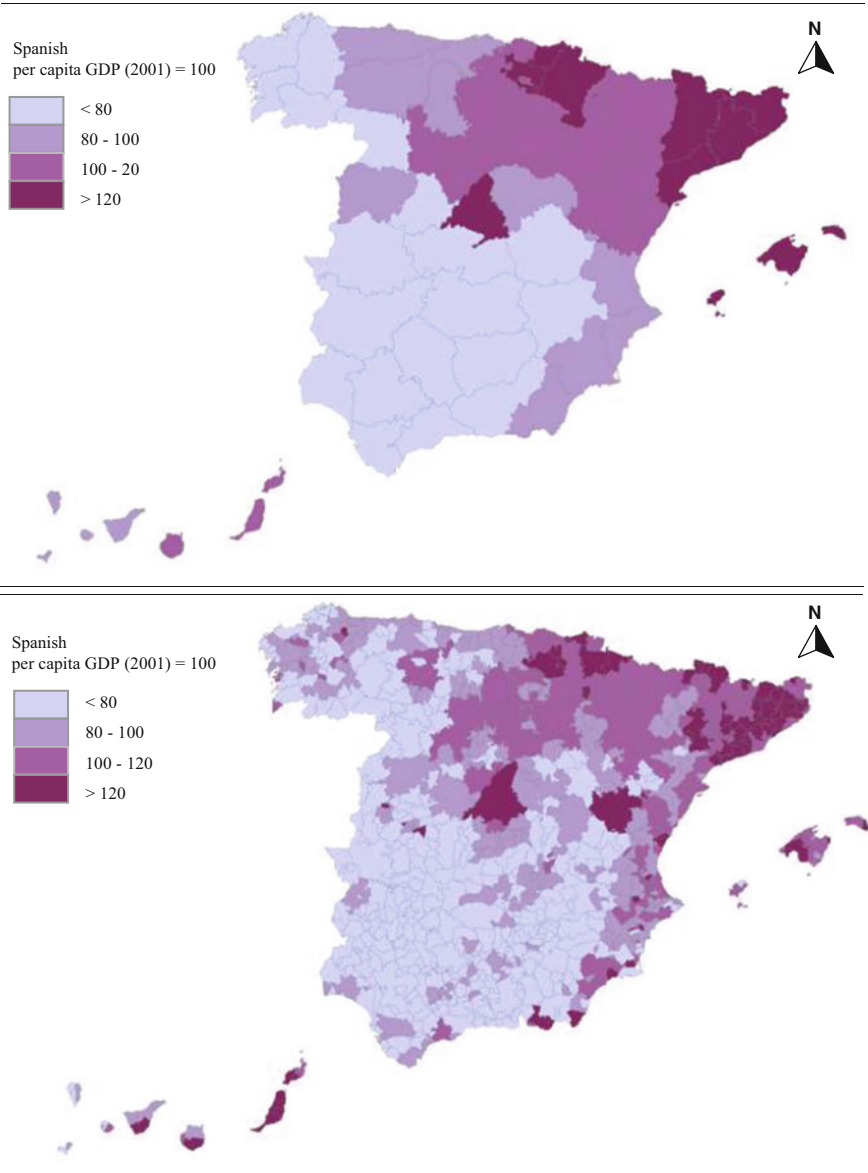 Spanish
per capita GDP (2001) = 100
< 80
80 - 100
100 - 20
> 120
N
Spanish
per capita GDP (2001) = 100
< 80
80 - 100
100 - 120
> 120
N